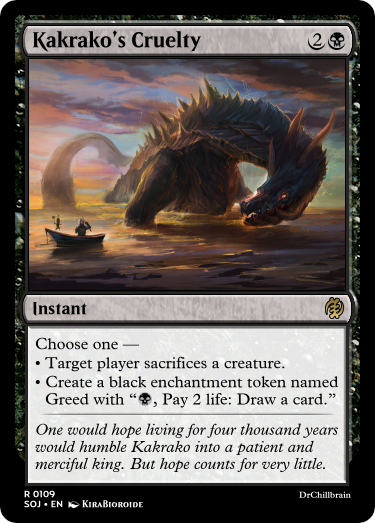 Kakrako's Cruelty 2
Instant
Choose one —
• Target player sacrifices a creature.
• Create a black enchantment token named
Greed with “, Pay 2 life: Draw a card.”
One would hope living for four thousand years
would humble Kakrako into a patient and
merciful king. But hope counts for very little.
R 0109
DrChillbrain
SOJ • EN KiraBioroide